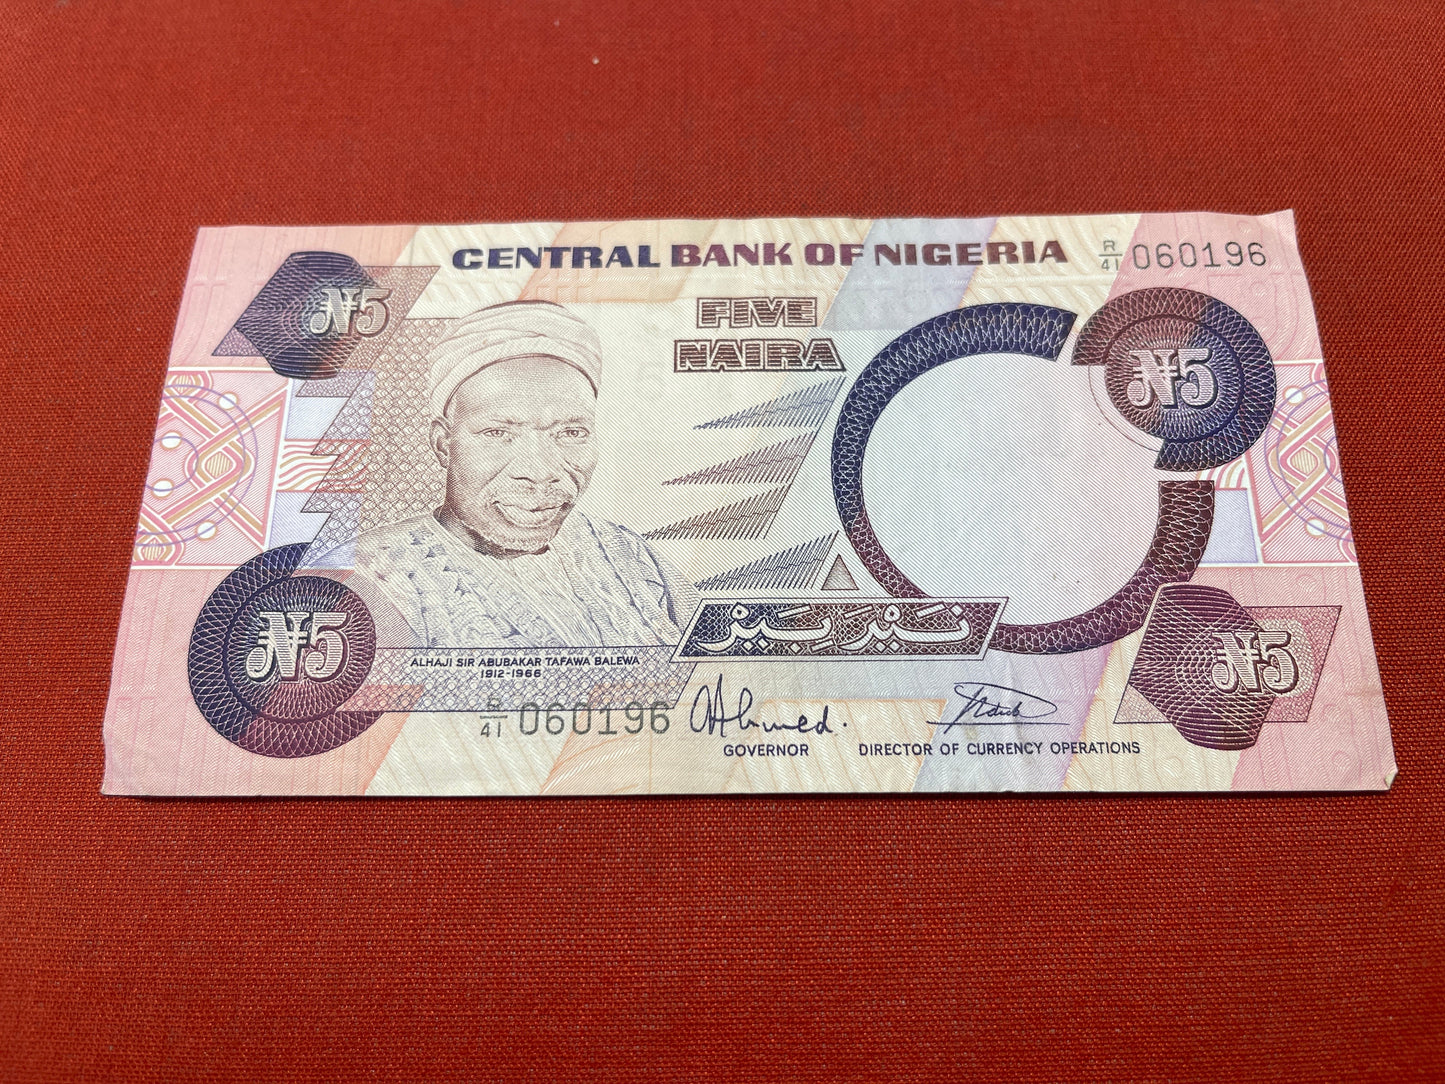 CENTRAL BANK OF NIGERIA
R/41 060196
₦5
FIVE
NAIRA
₦5
نَيْرَ بِيَرْ
ALHAJI SIR ABUBAKAR TAFAWA BALEWA
1912-1966
₦5
₦5
R/41 060196
GOVERNOR
DIRECTOR OF CURRENCY OPERATIONS